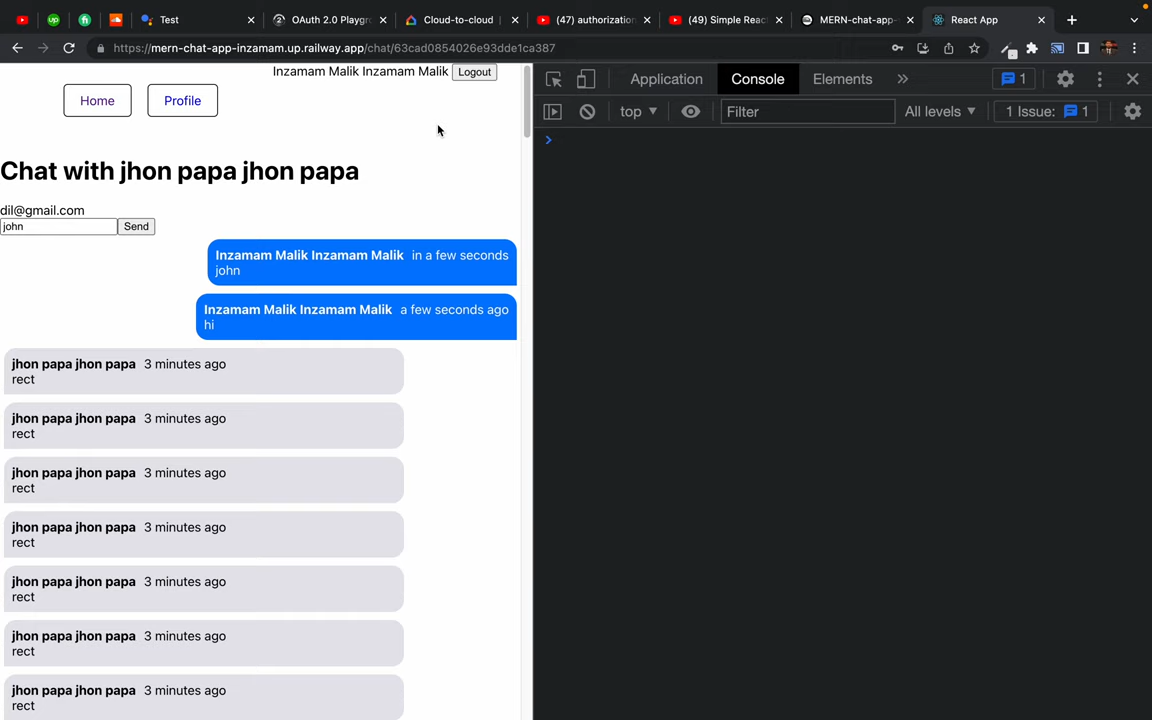 Test
OAuth 2.0 Playgrou
Cloud-to-cloud
(47) authorization
(49) Simple Reac
MERN-chat-app-
React App
https://mern-chat-app-inzamam.up.railway.app/chat/63cad0854026e93dde1ca387
Inzamam Malik Inzamam Malik Logout
Home Profile
Chat with jhon papa jhon papa
dil@gmail.com
john Send
Inzamam Malik Inzamam Malik in a few seconds
john
Inzamam Malik Inzamam Malik a few seconds ago
hi
jhon papa jhon papa 3 minutes ago
rect
jhon papa jhon papa 3 minutes ago
rect
jhon papa jhon papa 3 minutes ago
rect
jhon papa jhon papa 3 minutes ago
rect
jhon papa jhon papa 3 minutes ago
rect
jhon papa jhon papa 3 minutes ago
rect
jhon papa jhon papa 3 minutes ago
rect
Application Console Elements 1
top Filter All levels 1 Issue: 1